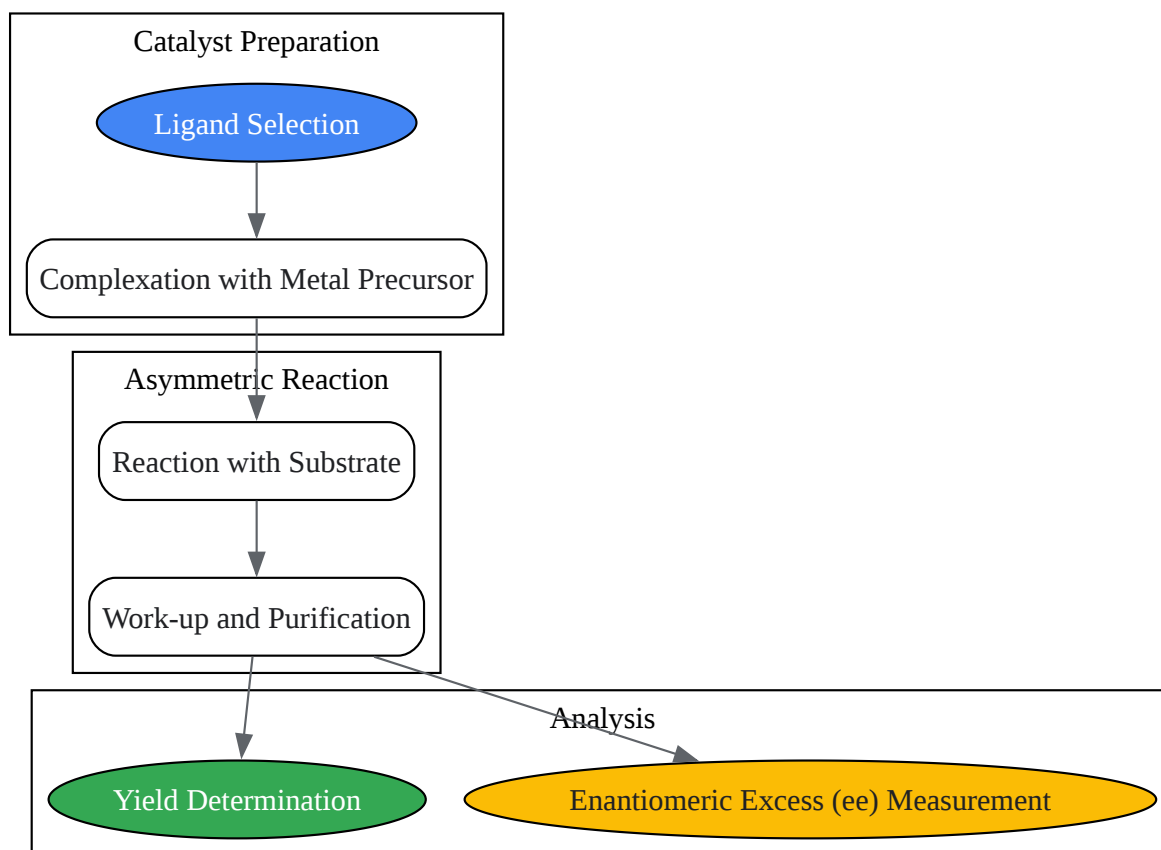 Catalyst Preparation
Ligand Selection
Complexation with Metal Precursor
Asymmetric Reaction
Reaction with Substrate
Work-up and Purification
Analysis
Yield Determination
Enantiomeric Excess (ee) Measurement